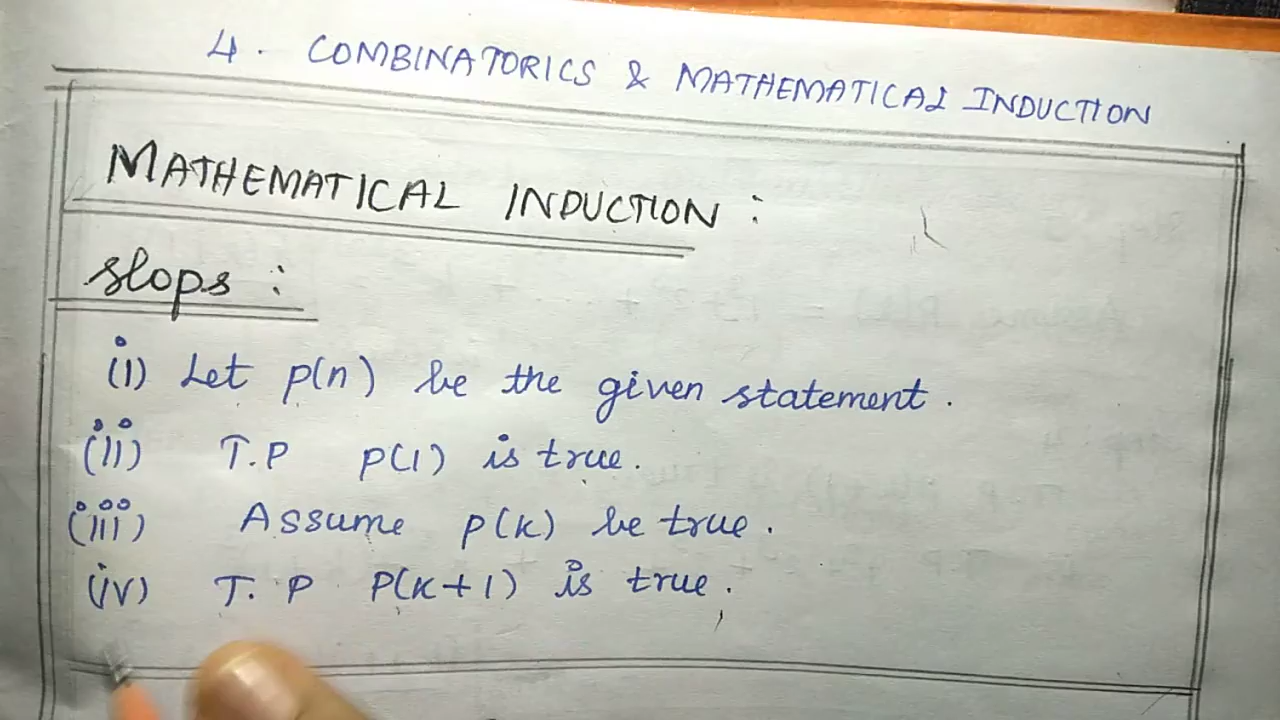 4. COMBINATORICS & MATHEMATICAL INDUCTION
MATHEMATICAL INDUCTION :
steps :
(i) Let p(n) be the given statement.
(ii) T.P p(1) is true.
(iii) Assume p(k) be true.
(iv) T.P P(k+1) is true.